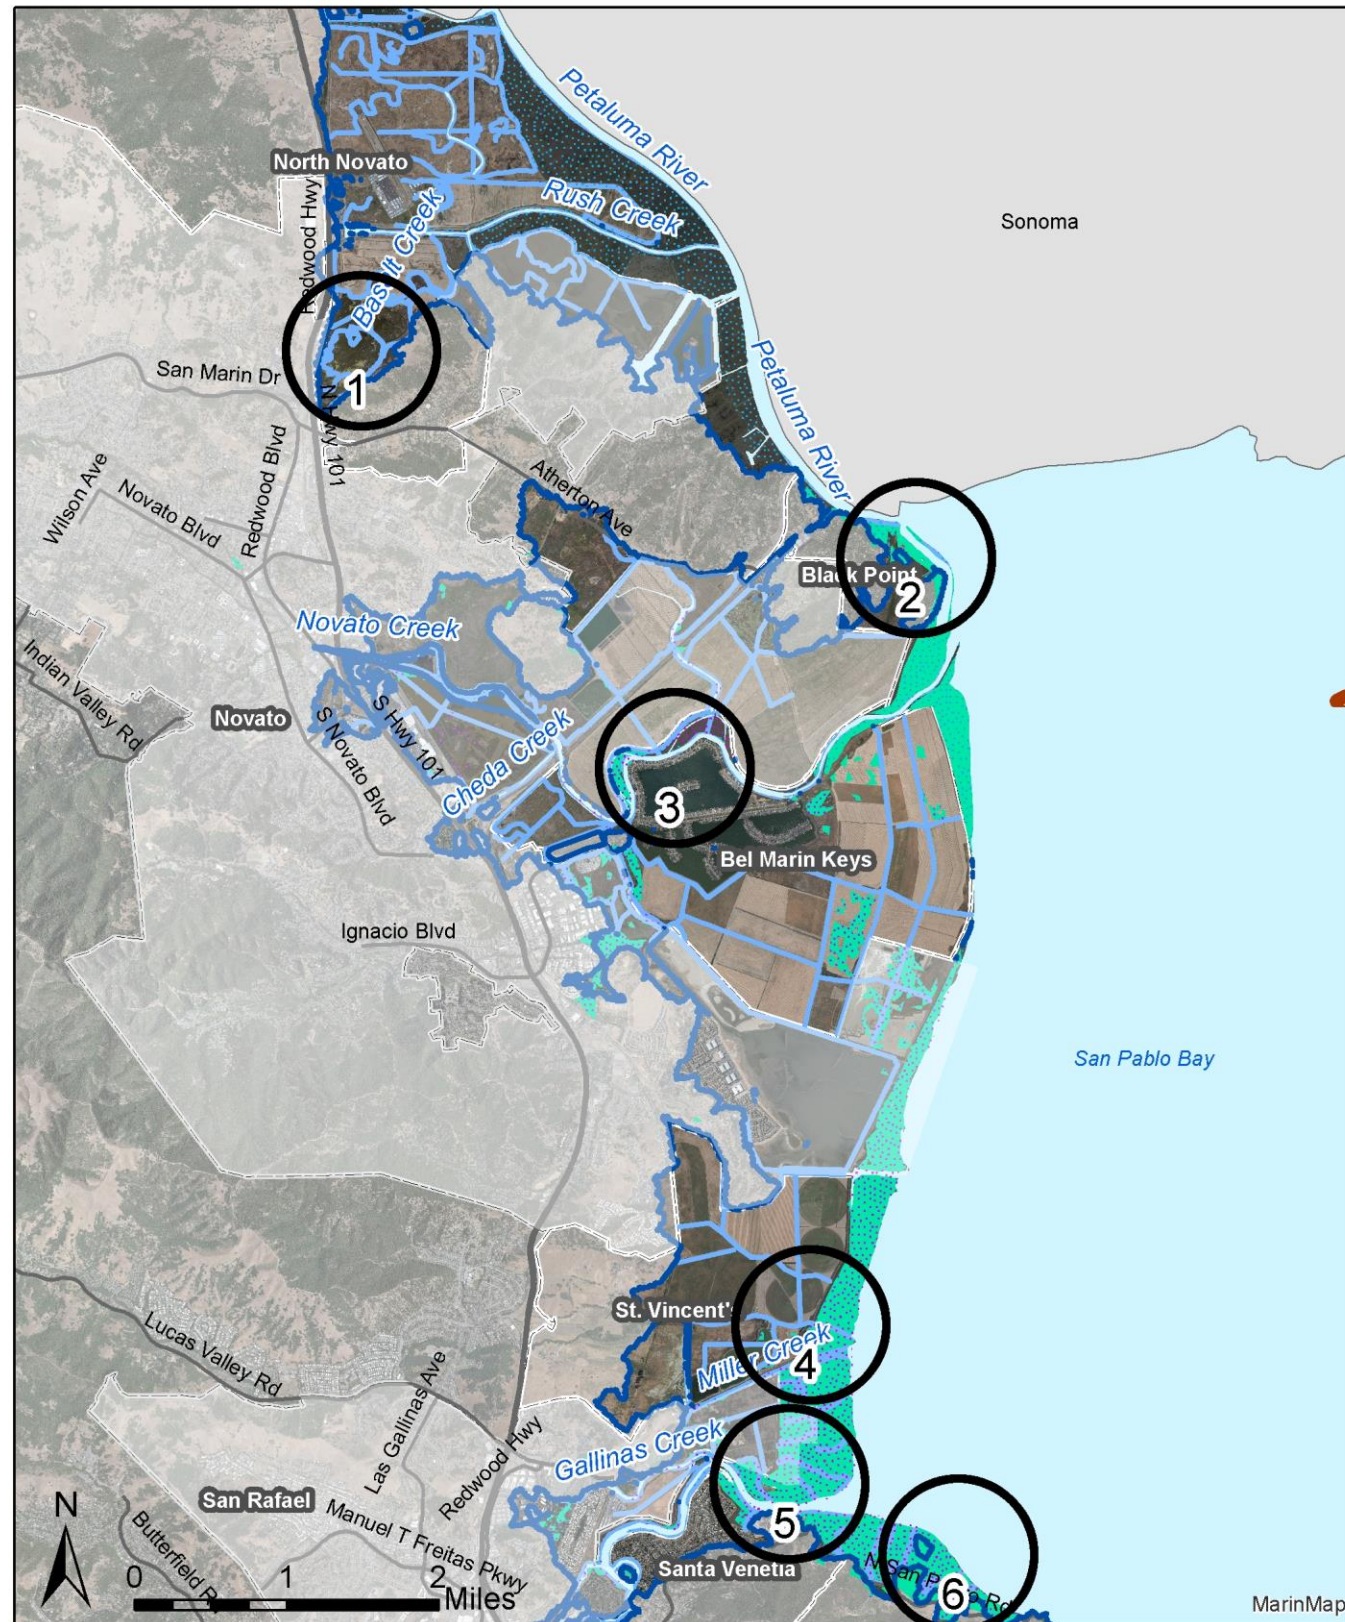 Petaluma River
North Novato
Redwood Hwy
Basalt Creek
Rush Creek
Sonoma
1
San Marin Dr
N Hwy 101
Petaluma River
Wilson Ave
Novato Blvd
Redwood Blvd
Atherton Ave
Black Point
2
Novato Creek
Indian Valley Rd
Novato
S Novato Blvd
S Hwy 101
Cheda Creek
3
Bel Marin Keys
Ignacio Blvd
San Pablo Bay
St. Vincent's
Miller Creek
4
Lucas Valley Rd
Las Gallinas Ave
Redwood Hwy
Gallinas Creek
San Rafael
Manuel T Freitas Pkwy
5
Santa Venetia
N San Pedro Rd
6
N
0 1 2
Miles
MarinMap